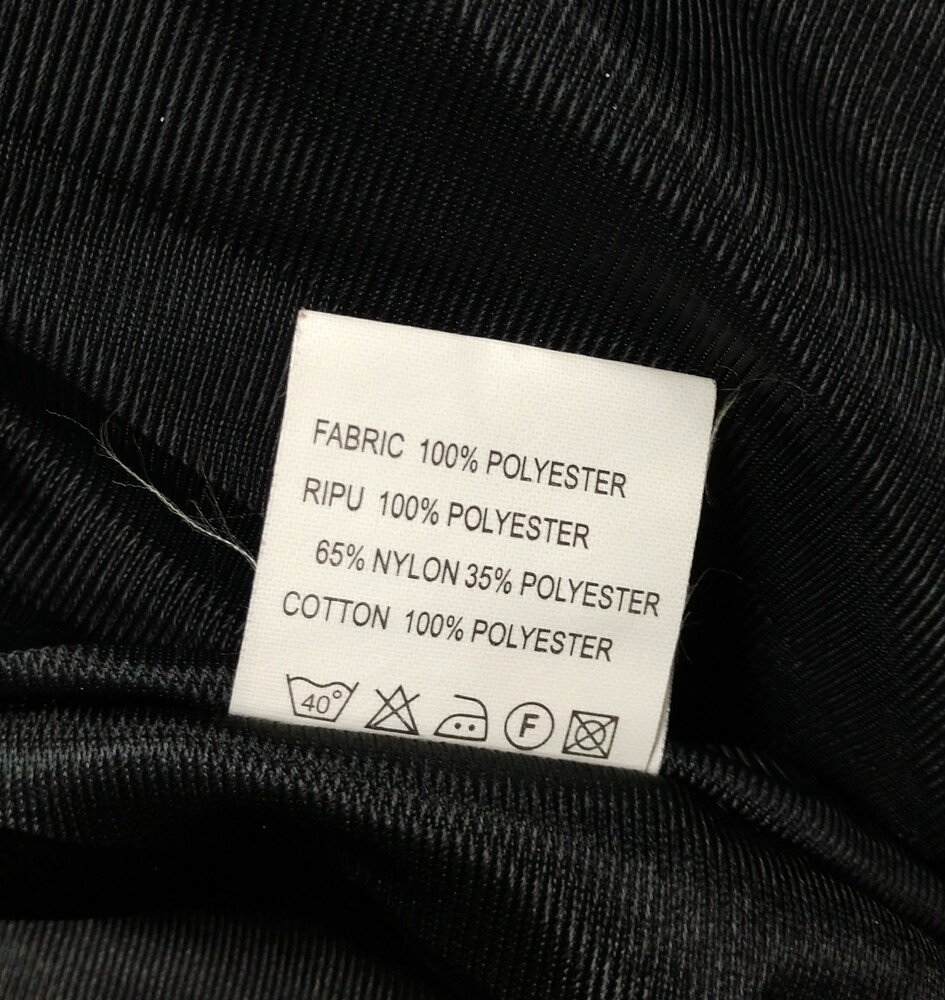 FABRIC 100% POLYESTER
RIPU 100% POLYESTER
65% NYLON 35% POLYESTER
COTTON 100% POLYESTER
40° F